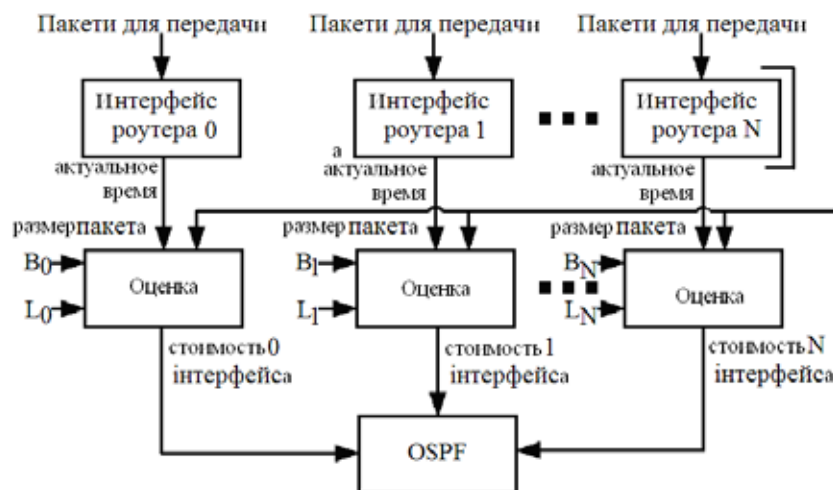 Пакети для передачи Пакети для передачи Пакети для передачи
Интерфейс роутера 0
Интерфейс роутера 1
Интерфейс роутера N
актуальное время
а
актуальное время
актуальное время
размер пакета
размер пакета
размер пакета
B0
L0
Оценка
B1
L1
Оценка
BN
LN
Оценка
стоимость 0
інтерфейса
стоимость 1
інтерфейса
стоимость N
інтерфейса
OSPF